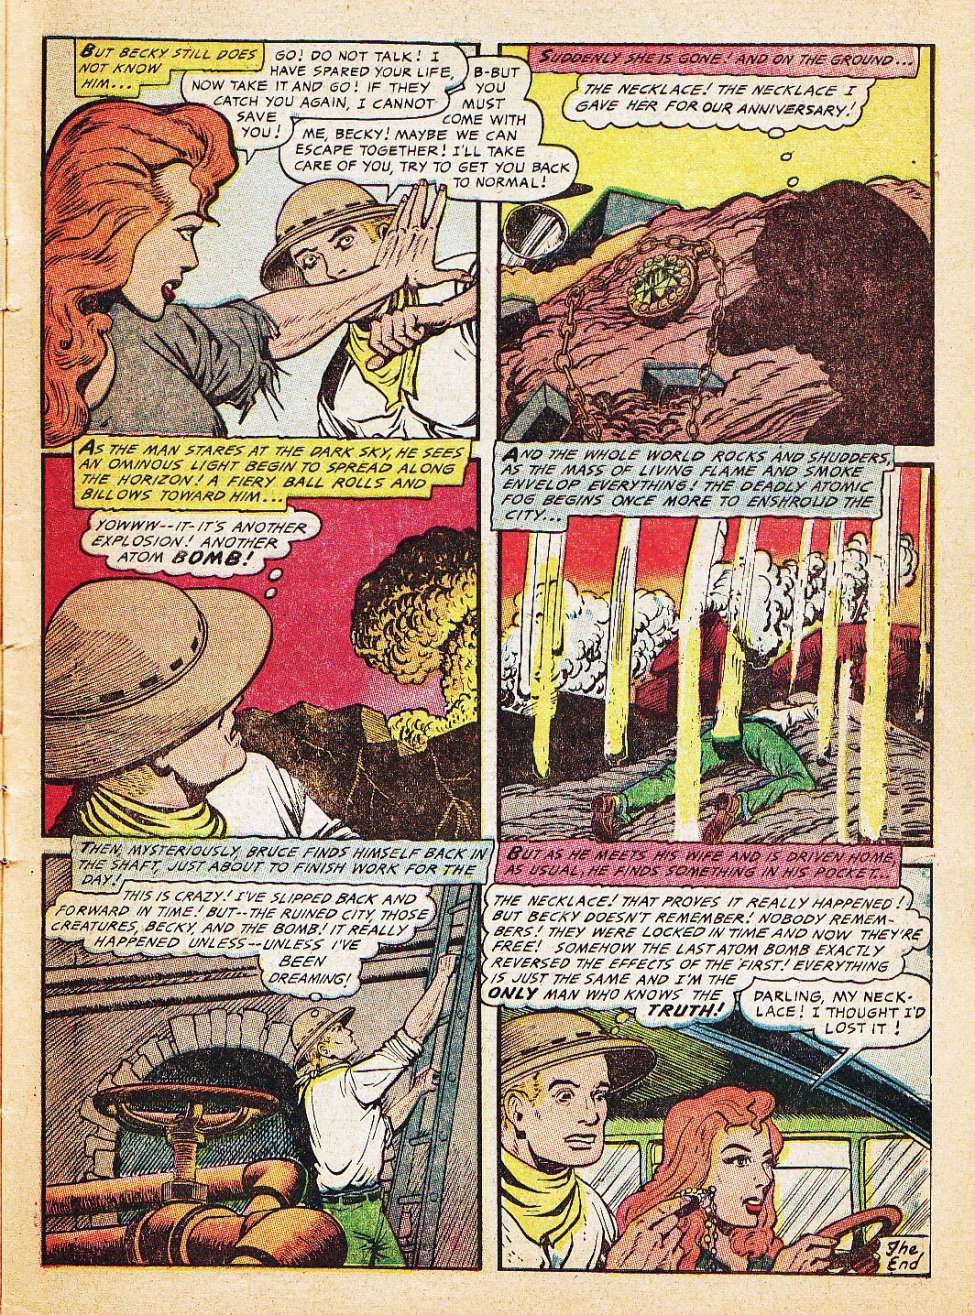 BUT BECKY STILL DOES
NOT KNOW
HIM...
GO! DO NOT TALK! I
HAVE SPARED YOUR LIFE,
NOW TAKE IT AND GO! IF THEY
CATCH YOU AGAIN, I CANNOT
SAVE
YOU!
B-BUT
YOU
MUST
COME WITH
ME, BECKY! MAYBE WE CAN
ESCAPE TOGETHER! I'LL TAKE
CARE OF YOU, TRY TO GET YOU BACK
TO NORMAL!
SUDDENLY SHE IS GONE! AND ON THE GROUND...
THE NECKLACE! THE NECKLACE I
GAVE HER FOR OUR ANNIVERSARY!
AS THE MAN STARES AT THE DARK SKY, HE SEES
AN OMINOUS LIGHT BEGIN TO SPREAD ALONG
THE HORIZON! A FIERY BALL ROLLS AND
BILLOWS TOWARD HIM...
YOWWW--IT-IT'S ANOTHER
EXPLOSION! ANOTHER
ATOM BOMB!
AND THE WHOLE WORLD ROCKS AND SHUDDERS
AS THE MASS OF LIVING FLAME AND SMOKE
ENVELOP EVERYTHING! THE DEADLY ATOMIC
FOG BEGINS ONCE MORE TO ENSHROUD THE
CITY...
THEN, MYSTERIOUSLY, BRUCE FINDS HIMSELF BACK IN
THE SHAFT, JUST ABOUT TO FINISH WORK FOR THE
DAY!
THIS IS CRAZY! I'VE SLIPPED BACK AND
FORWARD IN TIME! BUT--THE RUINED CITY, THOSE
CREATURES, BECKY, AND THE BOMB! IT REALLY
HAPPENED UNLESS--UNLESS I'VE
BEEN
DREAMING!
BUT AS HE MEETS HIS WIFE AND IS DRIVEN HOME,
AS USUAL, HE FINDS SOMETHING IN HIS POCKET...
THE NECKLACE! THAT PROVES IT REALLY HAPPENED!
BUT BECKY DOESN'T REMEMBER! NOBODY REMEM-
BERS! THEY WERE LOCKED IN TIME AND NOW THEY'RE
FREE! SOMEHOW THE LAST ATOM BOMB EXACTLY
REVERSED THE EFFECTS OF THE FIRST! EVERYTHING
IS JUST THE SAME AND I'M THE
ONLY MAN WHO KNOWS THE
TRUTH!
DARLING, MY NECK-
LACE! I THOUGHT I'D
LOST IT!
The
End